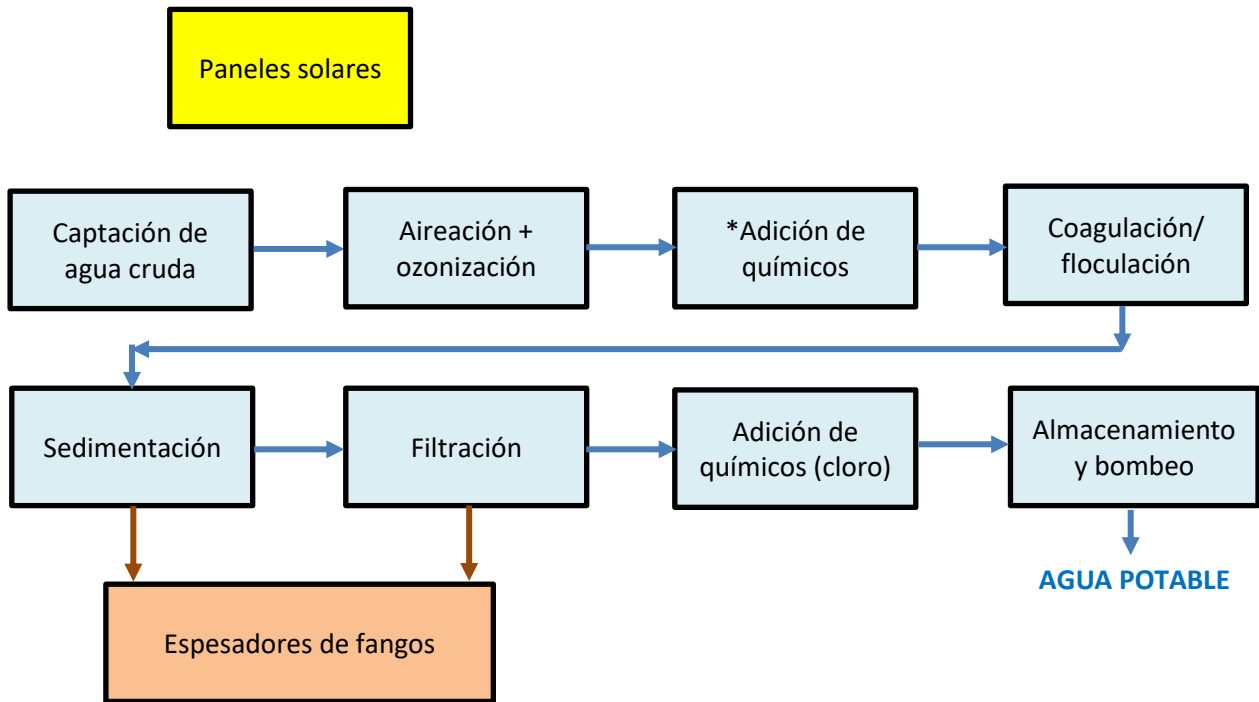 Paneles solares
Captación de
agua cruda
Aireación +
ozonización
*Adición de
químicos
Coagulación/
floculación
Sedimentación
Filtración
Adición de
químicos (cloro)
Almacenamiento
y bombeo
AGUA POTABLE
Espesadores de fangos